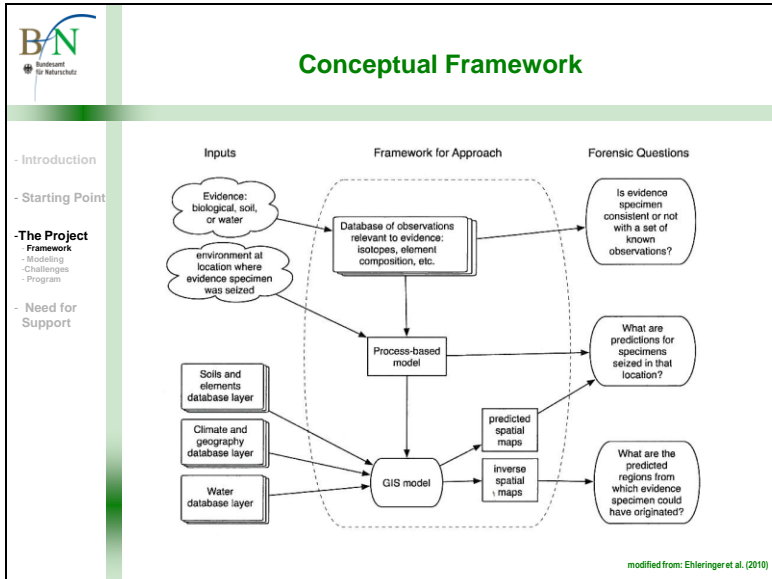 BfN
Bundesamt
für Naturschutz
Conceptual Framework
- Introduction
- Starting Point
-The Project
- Framework
- Modeling
-Challenges
- Program
- Need for
Support
Inputs
Framework for Approach
Forensic Questions
Evidence:
biological, soil,
or water
environment at
location where
evidence specimen
was seized
Soils and
elements
database layer
Climate and
geography
database layer
Water
database layer
Database of observations
relevant to evidence:
isotopes, element
composition, etc.
Process-based
model
GIS model
predicted
spatial
maps
inverse
spatial
maps
Is evidence
specimen
consistent or not
with a set of
known
observations?
What are
predictions for
specimens
seized in that
location?
What are the
predicted
regions from
which evidence
specimen could
have originated?
modified from: Ehleringer et al. (2010)